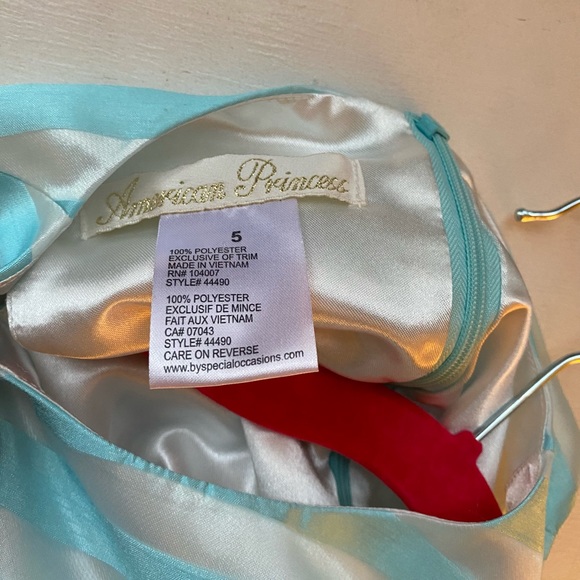 American Princess
5
100% POLYESTER
EXCLUSIVE OF TRIM
MADE IN VIETNAM
RN# 104007
STYLE# 44490
100% POLYESTER
EXCLUSIF DE MINCE
FAIT AUX VIETNAM
CA# 07043
STYLE# 44490
CARE ON REVERSE
www.byspecialoccasions.com